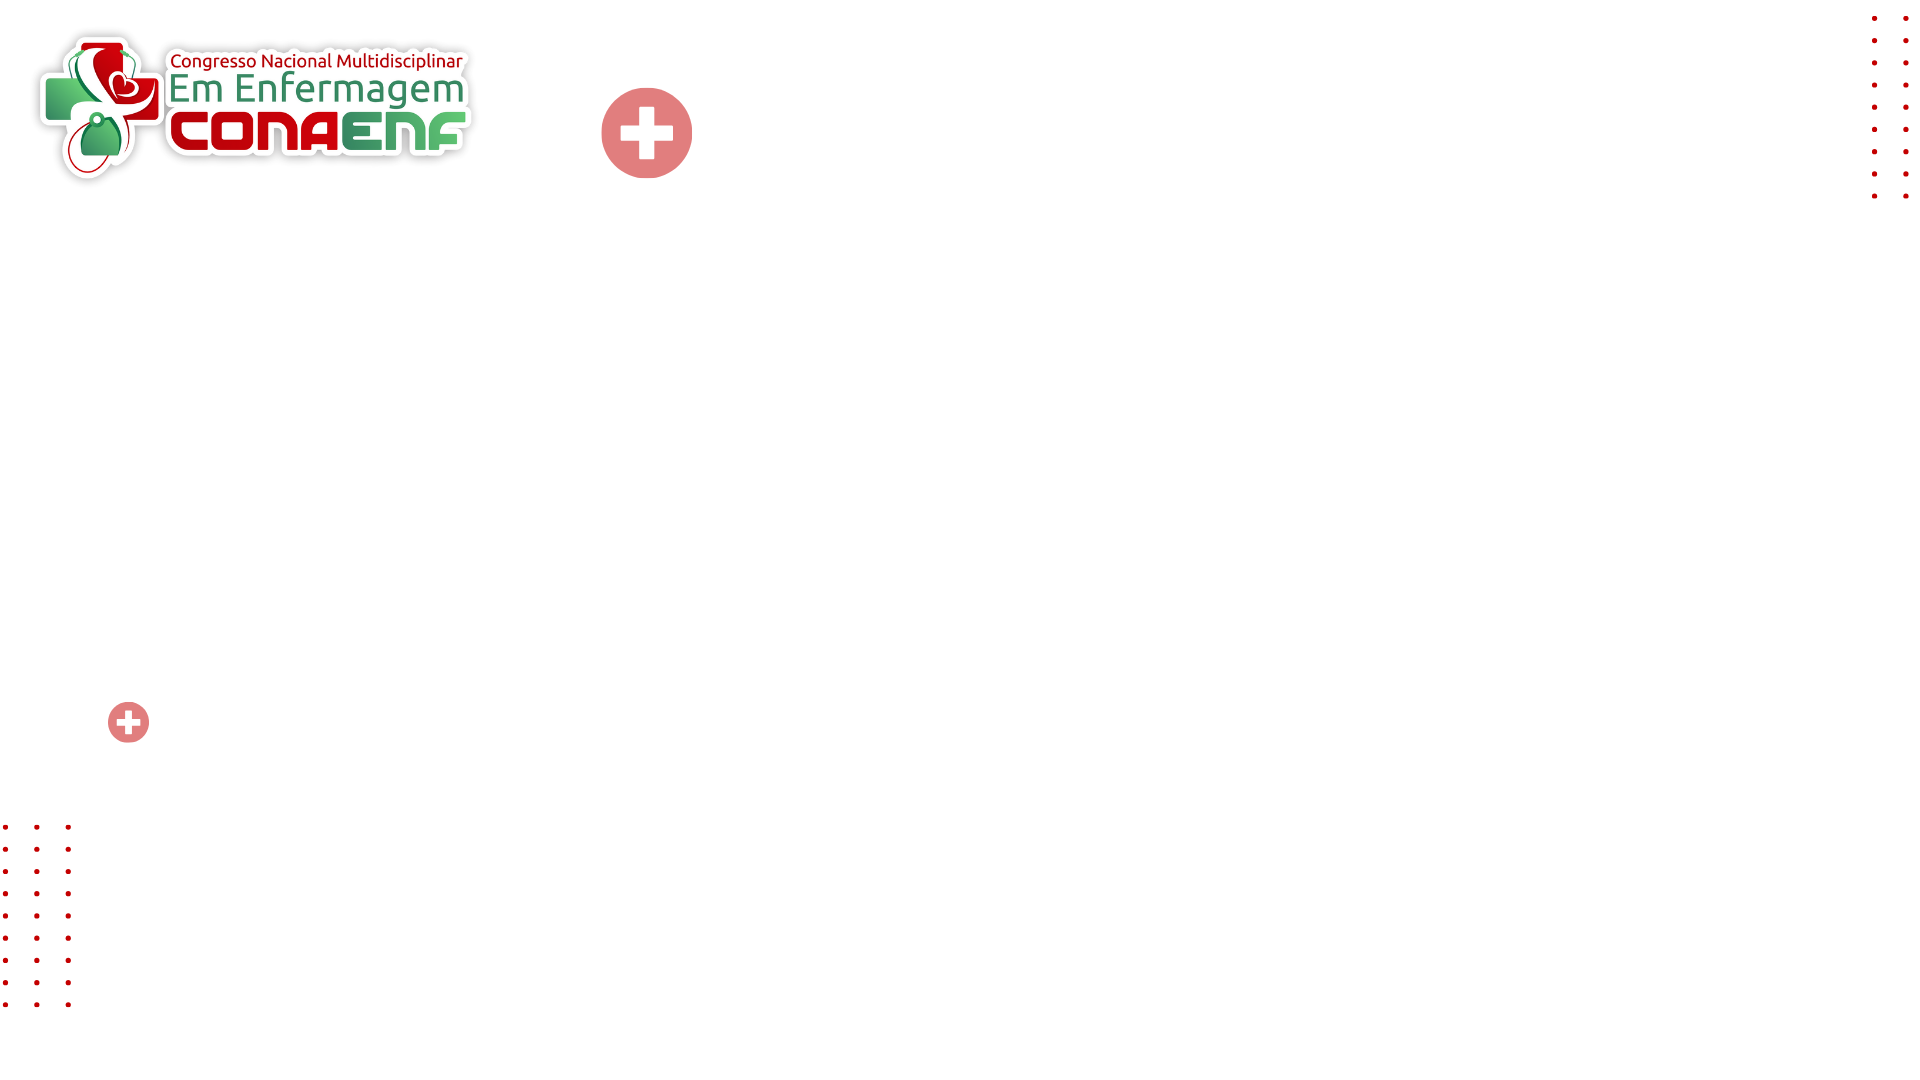 Congresso Nacional Multidisciplinar
Em Enfermagem
CONAENF